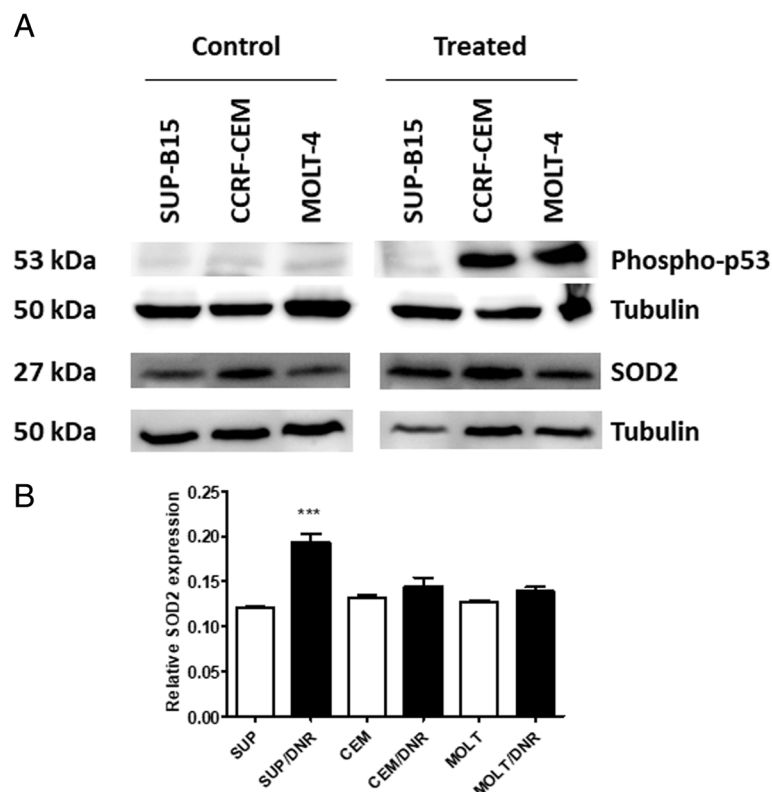 A
Control Treated
SUP-B15 CCRF-CEM MOLT-4 SUP-B15 CCRF-CEM MOLT-4
53 kDa Phospho-p53
50 kDa Tubulin
27 kDa SOD2
50 kDa Tubulin
B
Relative SOD2 expression
0.25
***
0.20
0.15
0.10
0.05
0.00
SUP SUP/DNR CEM CEM/DNR MOLT MOLT/DNR